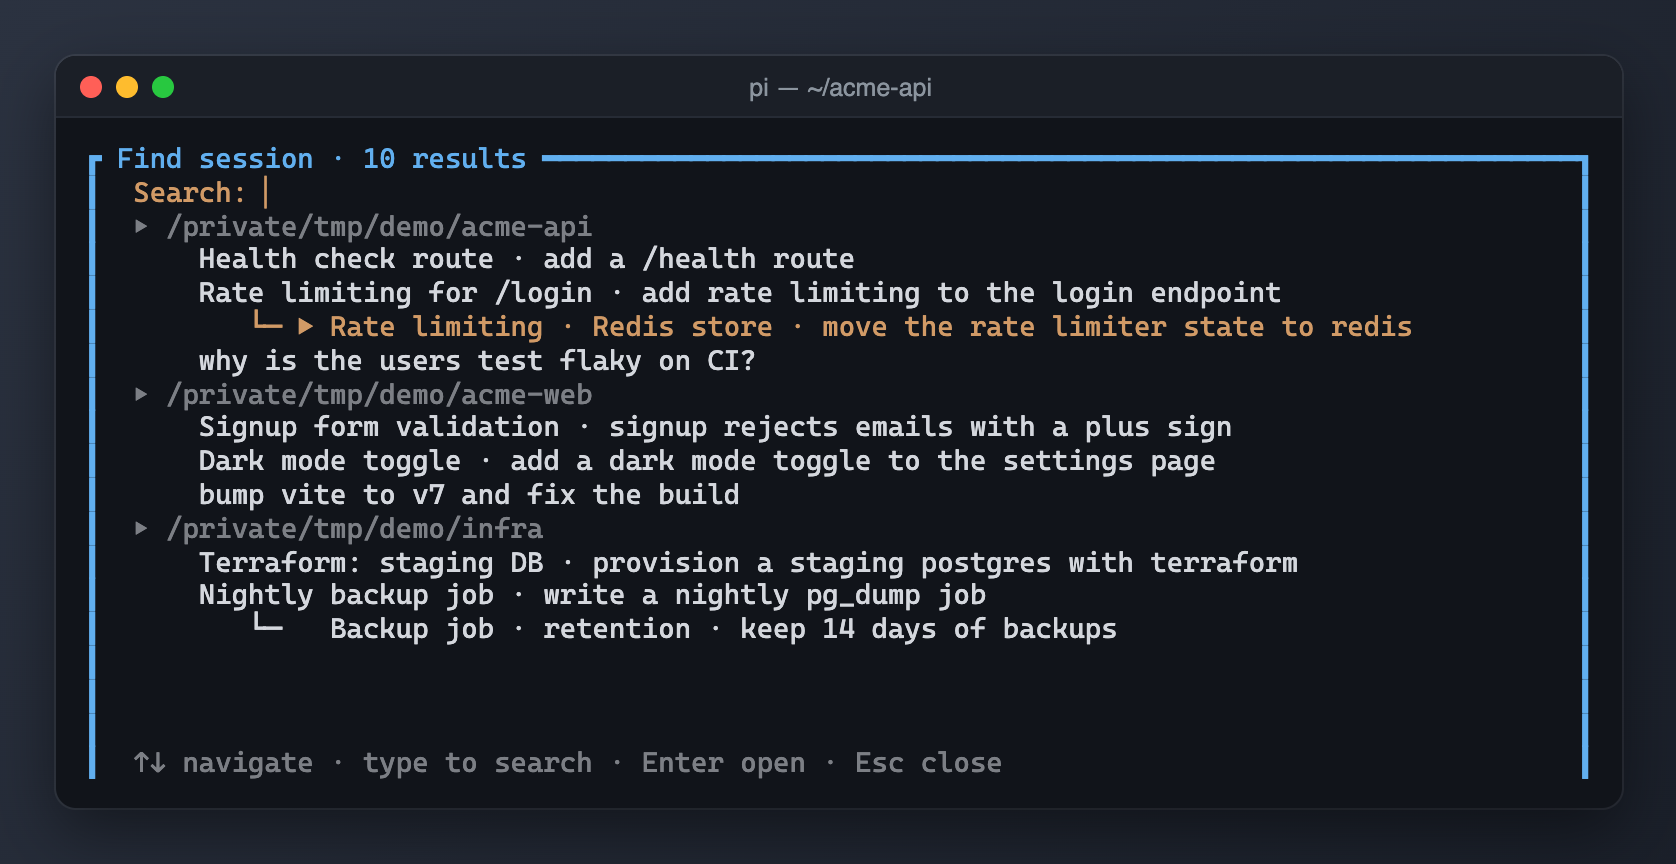 pi — ~/acme-api
Find session · 10 results
Search:
▶ /private/tmp/demo/acme-api
Health check route · add a /health route
Rate limiting for /login · add rate limiting to the login endpoint
└─ ▶ Rate limiting · Redis store · move the rate limiter state to redis
why is the users test flaky on CI?
▶ /private/tmp/demo/acme-web
Signup form validation · signup rejects emails with a plus sign
Dark mode toggle · add a dark mode toggle to the settings page
bump vite to v7 and fix the build
▶ /private/tmp/demo/infra
Terraform: staging DB · provision a staging postgres with terraform
Nightly backup job · write a nightly pg_dump job
└─ Backup job · retention · keep 14 days of backups
↑↓ navigate · type to search · Enter open · Esc close